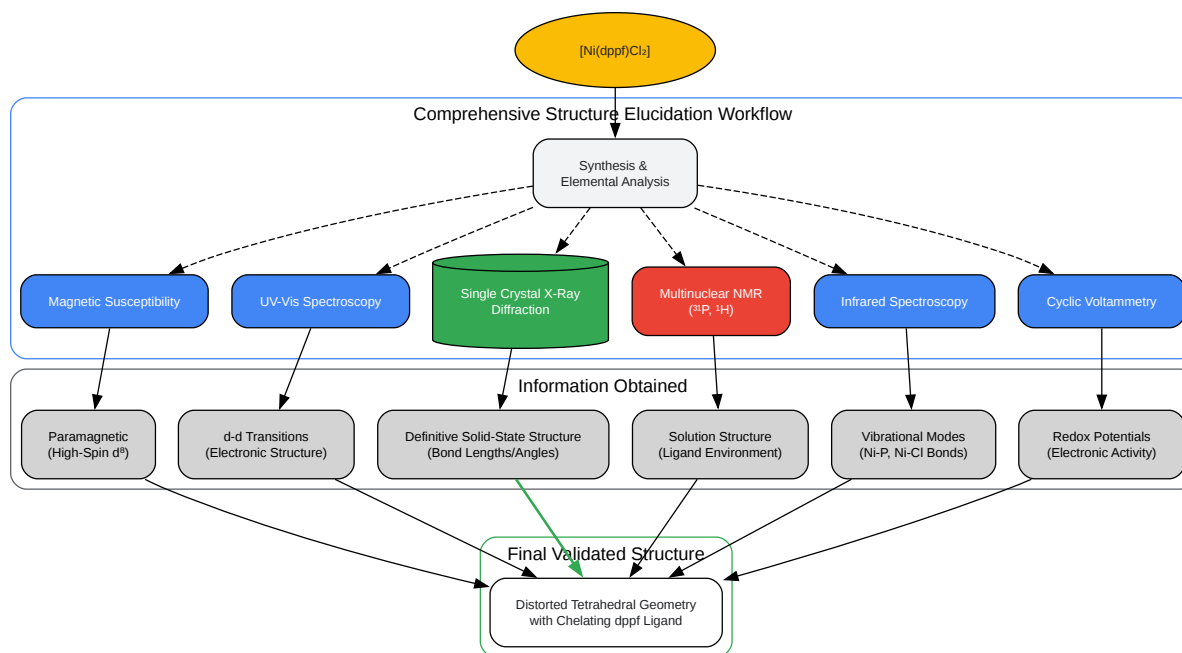 [Ni(dppf)Cl₂]
Comprehensive Structure Elucidation Workflow
Synthesis &
Elemental Analysis
Magnetic Susceptibility
UV-Vis Spectroscopy
Single Crystal X-Ray
Diffraction
Multinuclear NMR
(³¹P, ¹H)
Infrared Spectroscopy
Cyclic Voltammetry
Information Obtained
Paramagnetic
(High-Spin d⁸)
d-d Transitions
(Electronic Structure)
Definitive Solid-State Structure
(Bond Lengths/Angles)
Solution Structure
(Ligand Environment)
Vibrational Modes
(Ni-P, Ni-Cl Bonds)
Redox Potentials
(Electronic Activity)
Final Validated Structure
Distorted Tetrahedral Geometry
with Chelating dppf Ligand